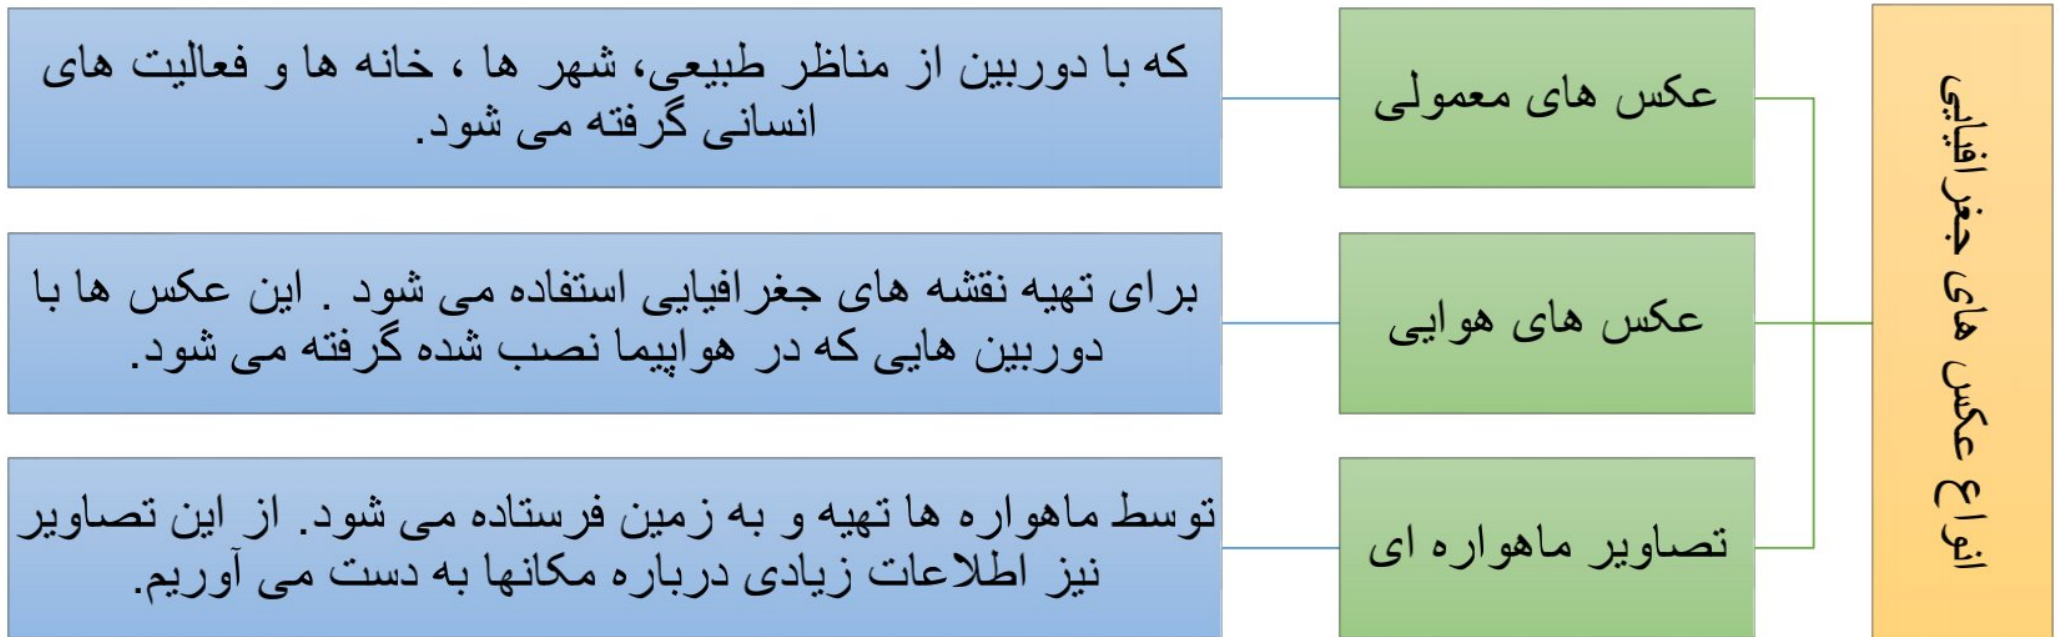 انواع عکس های جغرافیایی
عکس های معمولی
که با دوربین از مناظر طبیعی، شهر ها ، خانه ها و فعالیت های
انسانی گرفته می شود.
عکس های هوایی
برای تهیه نقشه های جغرافیایی استفاده می شود . این عکس ها با
دوربین هایی که در هواپیما نصب شده گرفته می شود.
تصاویر ماهواره ای
توسط ماهواره ها تهیه و به زمین فرستاده می شود. از این تصاویر
نیز اطلاعات زیادی درباره مکانها به دست می آوریم.